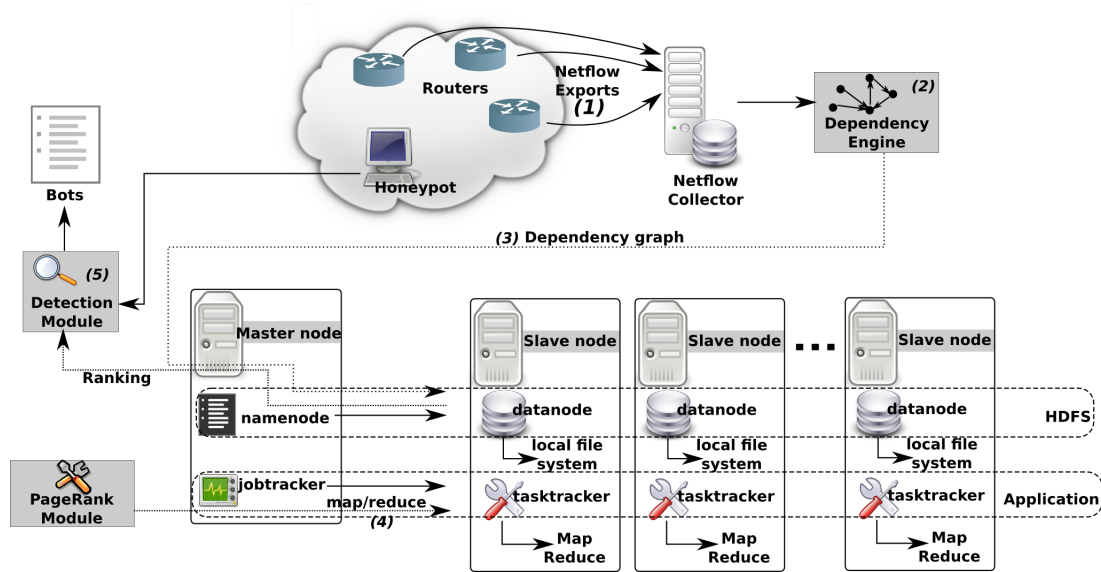 Routers
Netflow
Exports
(1)
Honeypot
Netflow
Collector
(2)
Dependency
Engine
Bots
(3) Dependency graph
(5)
Detection
Module
Ranking
Master node
Slave node
Slave node
Slave node
namenode
datanode
datanode
datanode
HDFS
local file
system
local file
system
local file
system
PageRank
Module
jobtracker
map/reduce
(4)
tasktracker
tasktracker
tasktracker
Application
Map
Reduce
Map
Reduce
Map
Reduce